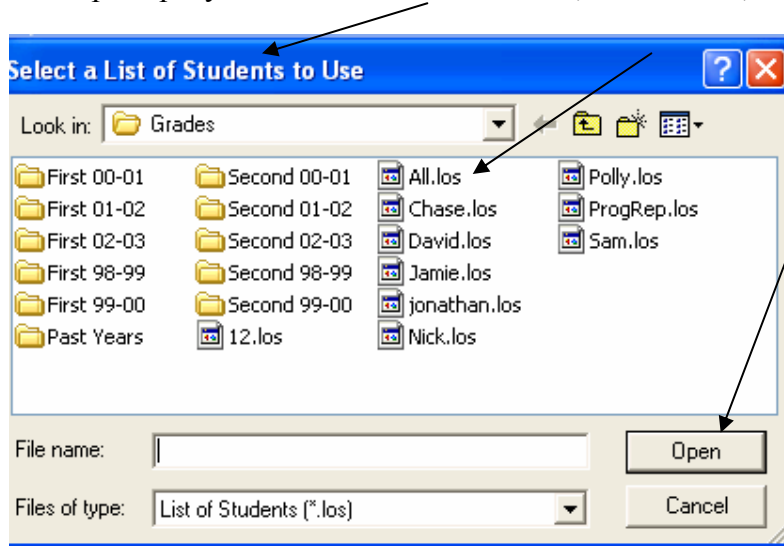 Select a List of Students to Use
Look in: Grades
First 00-01 Second 00-01 All.los Polly.los
First 01-02 Second 01-02 Chase.los ProgRep.los
First 02-03 Second 02-03 David.los Sam.los
First 98-99 Second 98-99 Jamie.los
First 99-00 Second 99-00 jonathan.los
Past Years 12.los Nick.los
File name: Open
Files of type: List of Students (*.los) Cancel